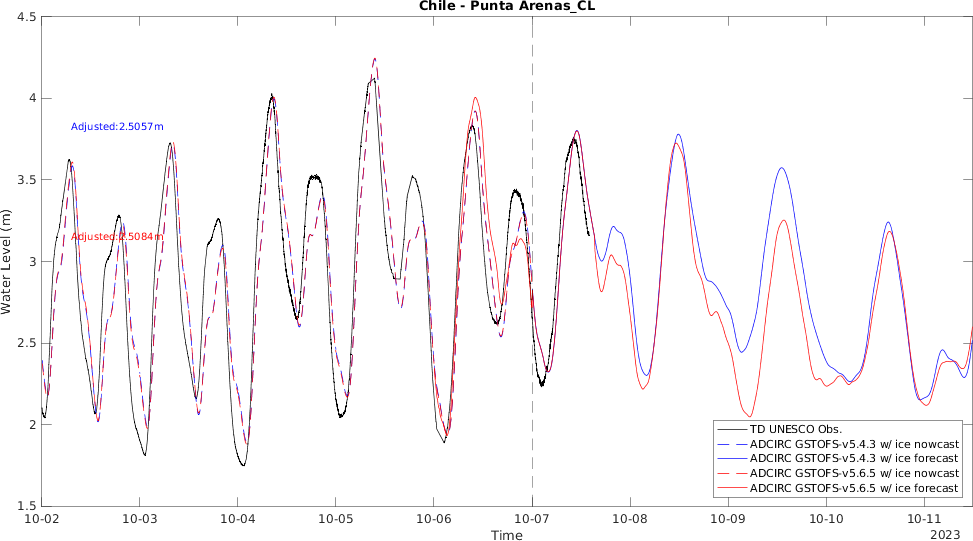 Chile - Punta Arenas_CL
4.5
4
3.5
3
2.5
2
1.5
Water Level (m)
Adjusted:2.5057m
Adjusted:2.5084m
TD UNESCO Obs.
ADCIRC GSTOFS-v5.4.3 w/ ice nowcast
ADCIRC GSTOFS-v5.4.3 w/ ice forecast
ADCIRC GSTOFS-v5.6.5 w/ ice nowcast
ADCIRC GSTOFS-v5.6.5 w/ ice forecast
10-02 10-03 10-04 10-05 10-06 10-07 10-08 10-09 10-10 10-11
Time
2023